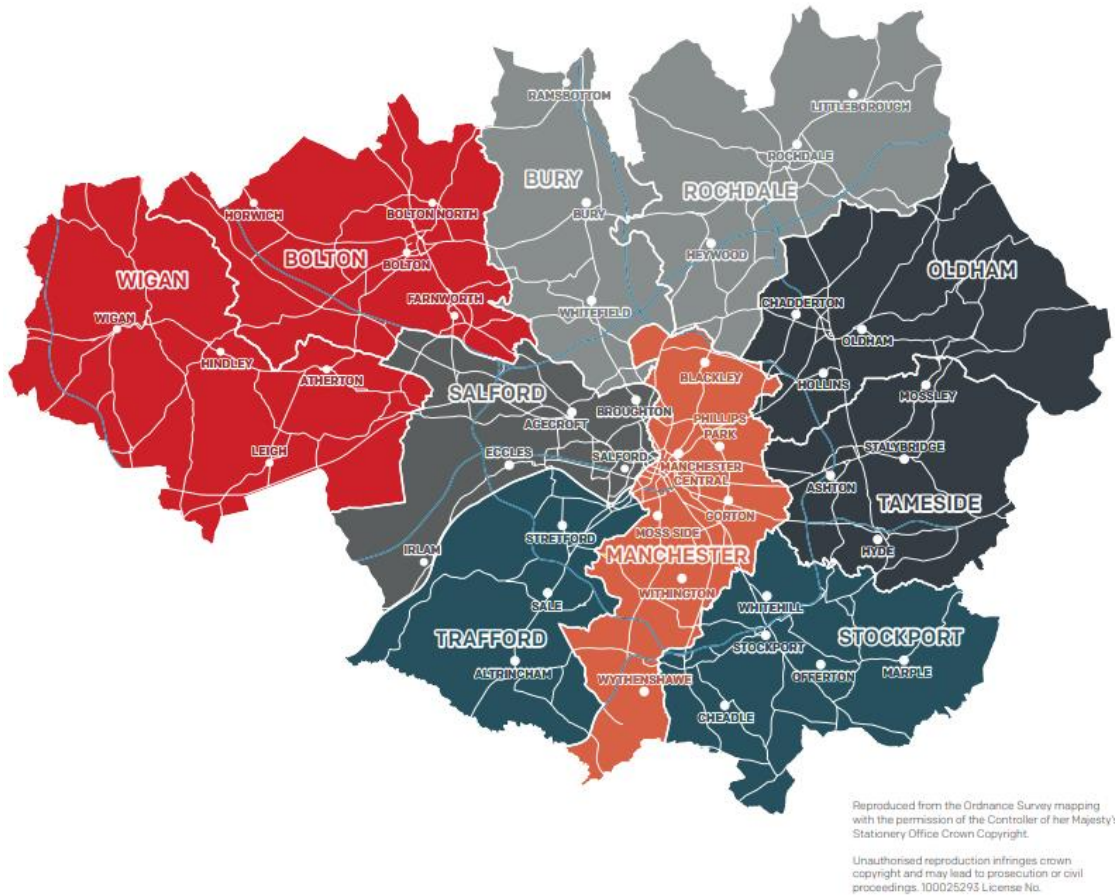 RAMSBOTTOM
LITTLEBOROUGH
ROCHDALE
BURY
ROCHDALE
HORWICH
BOLTON NORTH
BURY
BOLTON
BOLTON
HEYWOOD
OLDHAM
WIGAN
FARNWORTH
WHITEFIELD
CHADDERTON
WIGAN
OLDHAM
HINDLEY
ATHERTON
BLACKLEY
HOLLINS
SALFORD
MOSSLEY
BROUGHTON
AGECROFT
PHILLIPS
PARK
LEIGH
ECCLES
SALFORD
MANCHESTER
CENTRAL
STALYBRIDGE
ASHTON
TAMESIDE
GORTON
MOSS SIDE
STRETFORD
HYDE
IRLAM
MANCHESTER
WITHINGTON
SALE
WHITEHILL
TRAFFORD
STOCKPORT
STOCKPORT
ALTRINCHAM
WYTHENSHAWE
OFFERTON
MARPLE
CHEADLE
Reproduced from the Ordnance Survey mapping
with the permission of the Controller of her Majesty's
Stationery Office Crown Copyright.
Unauthorised reproduction infringes crown
copyright and may lead to prosecution or civil
proceedings. 100025293 License No.